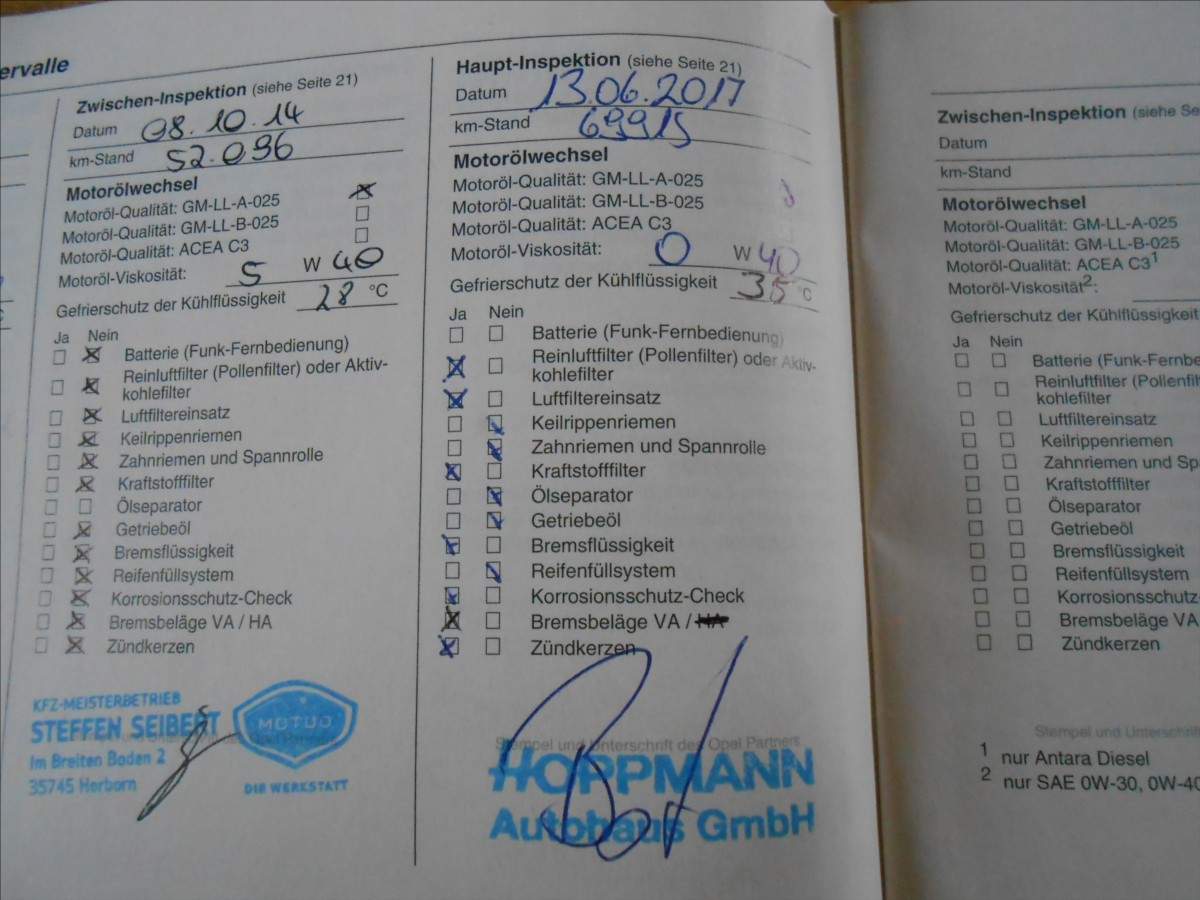 ervalle
Zwischen-Inspektion (siehe Seite 21)
Datum 08.10.14
km-Stand 52.096
Motorölwechsel
Motoröl-Qualität: GM-LL-A-025
Motoröl-Qualität: GM-LL-B-025
Motoröl-Qualität: ACEA C3
Motoröl-Viskosität: 5 W 40
Gefrierschutz der Kühlflüssigkeit 28 °C
Ja Nein
Batterie (Funk-Fernbedienung)
Reinluftfilter (Pollenfilter) oder Aktiv-
kohlefilter
Luftfiltereinsatz
Keilrippenriemen
Zahnriemen und Spannrolle
Kraftstofffilter
Ölseparator
Getriebeöl
Bremsflüssigkeit
Reifenfüllsystem
Korrosionsschutz-Check
Bremsbeläge VA / HA
Zündkerzen
KFZ-MEISTERBETRIEB
STEFFEN SEIBERT
Im Breiten Boden 2
35745 Herborn
MOTUO
DIE WERKSTATT
Haupt-Inspektion (siehe Seite 21)
Datum 13.06.2017
km-Stand 69915
Motorölwechsel
Motoröl-Qualität: GM-LL-A-025
Motoröl-Qualität: GM-LL-B-025
Motoröl-Qualität: ACEA C3
Motoröl-Viskosität: 0 W 40
Gefrierschutz der Kühlflüssigkeit 35 °C
Ja Nein
Batterie (Funk-Fernbedienung)
Reinluftfilter (Pollenfilter) oder Aktiv-
kohlefilter
Luftfiltereinsatz
Keilrippenriemen
Zahnriemen und Spannrolle
Kraftstofffilter
Ölseparator
Getriebeöl
Bremsflüssigkeit
Reifenfüllsystem
Korrosionsschutz-Check
Bremsbeläge VA / HA
Zündkerzen
Stempel und Unterschrift des Opel Partners
HOPPMANN
Autohaus GmbH
Zwischen-Inspektion (siehe Se
Datum
km-Stand
Motorölwechsel
Motoröl-Qualität: GM-LL-A-025
Motoröl-Qualität: GM-LL-B-025
Motoröl-Qualität: ACEA C3¹
Motoröl-Viskosität²:
Gefrierschutz der Kühlflüssigkeit
Ja Nein
Batterie (Funk-Fernbe
Reinluftfilter (Pollenfil
kohlefilter
Luftfiltereinsatz
Keilrippenriemen
Zahnriemen und Sp
Kraftstofffilter
Ölseparator
Getriebeöl
Bremsflüssigkeit
Reifenfüllsystem
Korrosionsschutz-
Bremsbeläge VA
Zündkerzen
Stempel und Unterschri
1 nur Antara Diesel
2 nur SAE 0W-30, 0W-40